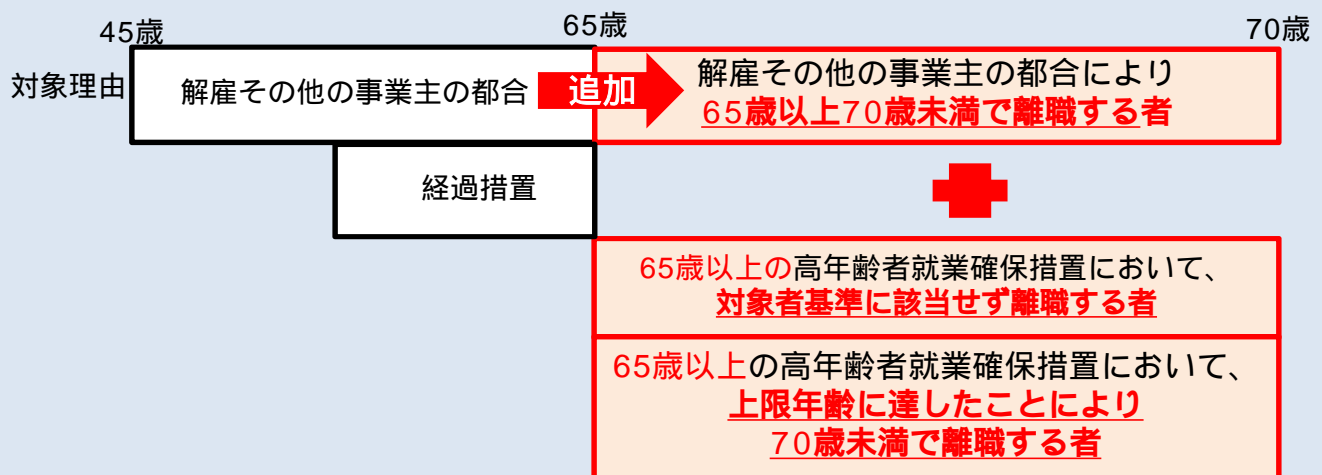 45歳
65歳
70歳
対象理由
解雇その他の事業主の都合
追加
解雇その他の事業主の都合により
65歳以上70歳未満で離職する者
経過措置
65歳以上の高年齢者就業確保措置において、
対象者基準に該当せず離職する者
65歳以上の高年齢者就業確保措置において、
上限年齢に達したことにより
70歳未満で離職する者